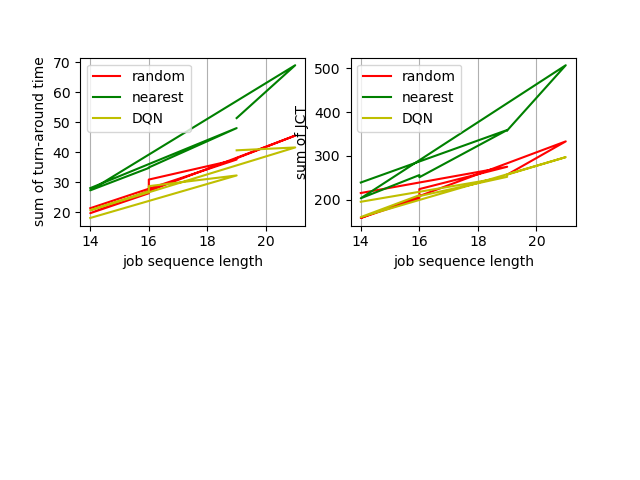 sum of turn-around time
70
60
50
40
30
20
random
nearest
DQN
14
16
18
20
job sequence length
sum of JCT
500
400
300
200
random
nearest
DQN
14
16
18
20
job sequence length